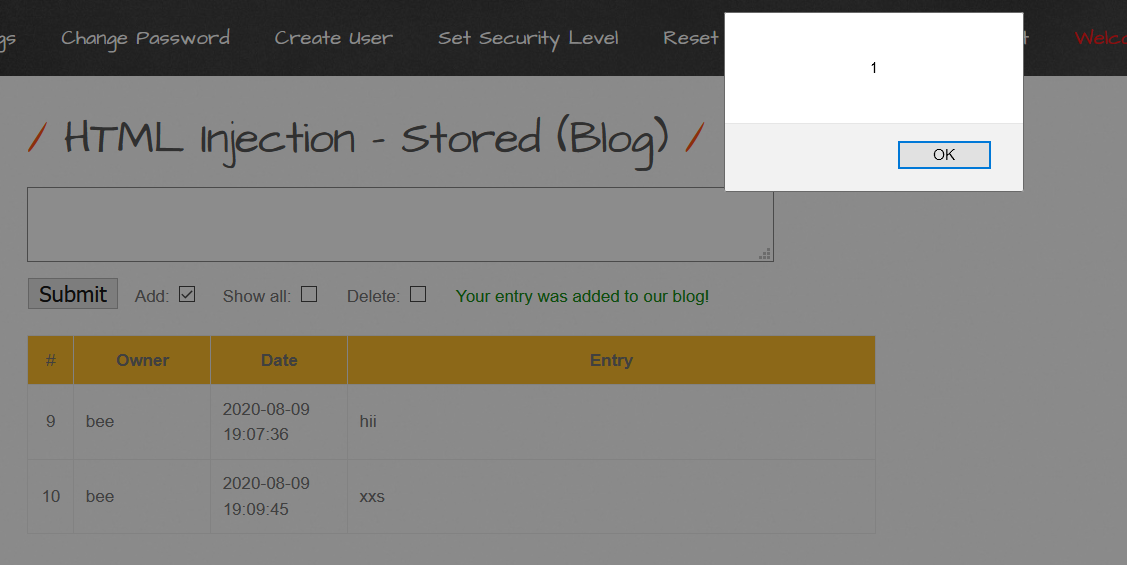 gs Change Password Create User Set Security Level Reset t Welco
1
OK
/ HTML Injection - Stored (Blog) /
Submit Add: Show all: Delete: Your entry was added to our blog!
# Owner Date Entry
9 bee 2020-08-09 19:07:36 hii
10 bee 2020-08-09 19:09:45 xxs